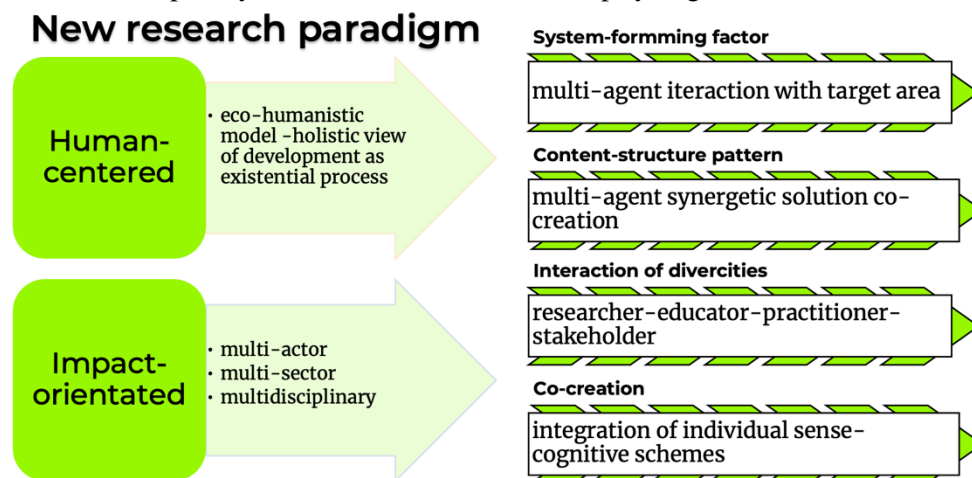 New research paradigm
Human-
centered
• eco-humanistic
model -holistic view
of development as
existential process
Impact-
orientated
• multi-actor
• multi-sector
• multidisciplinary
System-formming factor
multi-agent iteraction with target area
Content-structure pattern
multi-agent synergetic solution co-
creation
Interaction of divercities
researcher-educator-practitioner-
stakeholder
Co-creation
integration of individual sense-
cognitive schemes